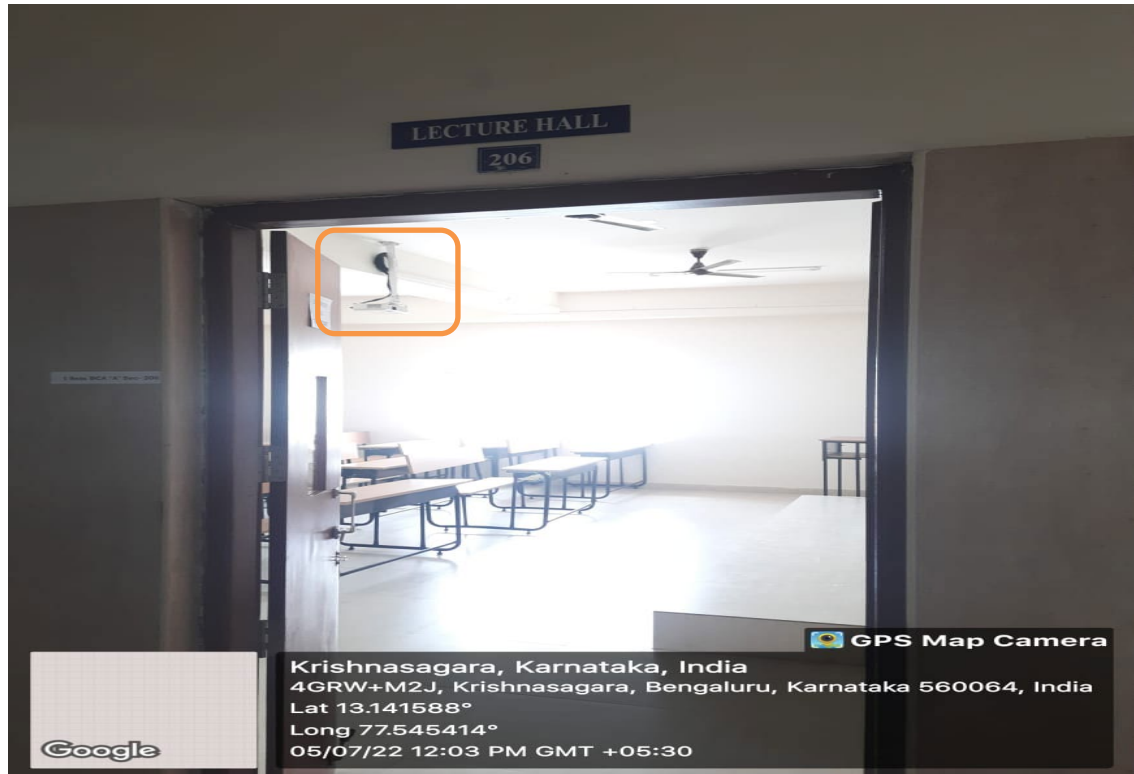 LECTURE HALL
206
GPS Map Camera
Krishnasagara, Karnataka, India
4GRW+M2J, Krishnasagara, Bengaluru, Karnataka 560064, India
Lat 13.141588°
Long 77.545414°
05/07/22 12:03 PM GMT +05:30
Google